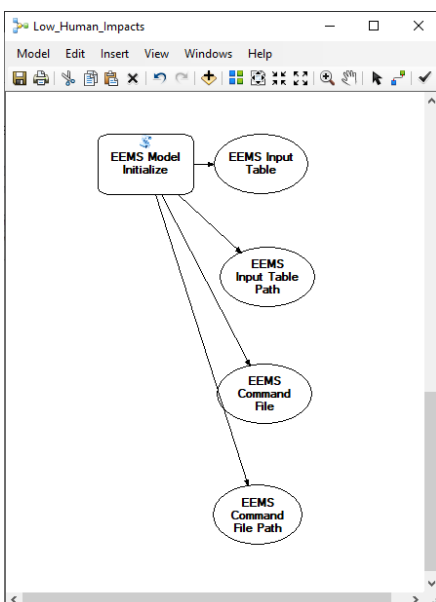 Low_Human_Impacts
Model Edit Insert View Windows Help
EEMS Model
Initialize
EEMS Input
Table
EEMS
Input Table
Path
EEMS
Command
File
EEMS
Command
File Path